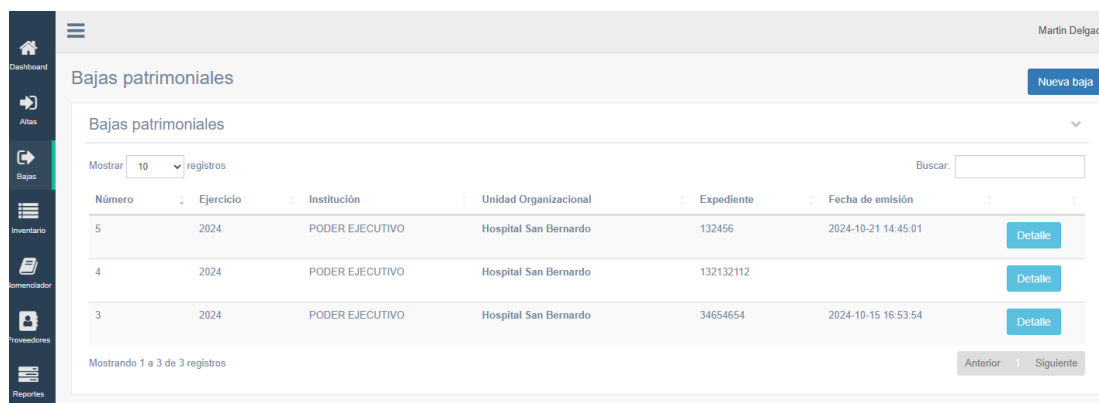 Martin Delgad
Dashboard
Bajas patrimoniales
Nueva baja
Altas
Bajas patrimoniales
Bajas
Mostrar 10 registros
Buscar:
Número Ejercicio Institución Unidad Organizacional Expediente Fecha de emisión
Inventario
5 2024 PODER EJECUTIVO Hospital San Bernardo 132456 2024-10-21 14:45:01 Detalle
Nomenclador
4 2024 PODER EJECUTIVO Hospital San Bernardo 132132112 Detalle
Proveedores
3 2024 PODER EJECUTIVO Hospital San Bernardo 34654654 2024-10-15 16:53:54 Detalle
Mostrando 1 a 3 de 3 registros
Anterior 1 Siguiente
Reportes